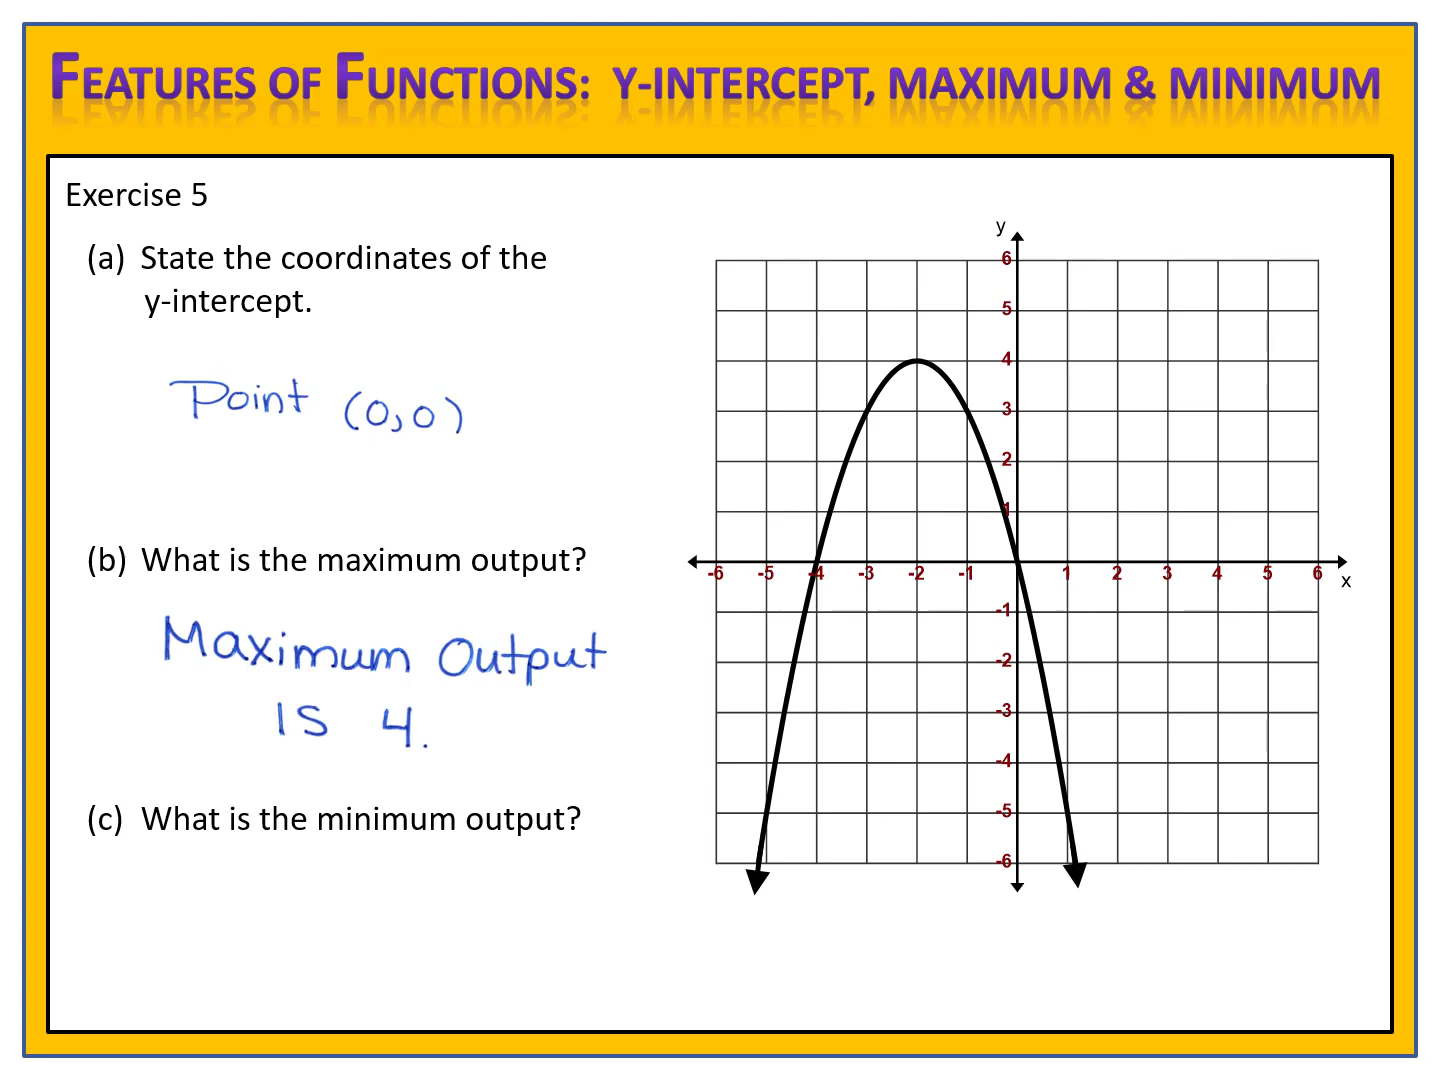 FEATURES OF FUNCTIONS: Y-INTERCEPT, MAXIMUM & MINIMUM
Exercise 5
(a) State the coordinates of the
y-intercept.
Point (0,0)
(b) What is the maximum output?
Maximum Output
IS 4.
(c) What is the minimum output?
y
6
5
4
3
2
1
-6 -5 -4 -3 -2 -1 1 2 3 4 5 6
x
-1
-2
-3
-4
-5
-6